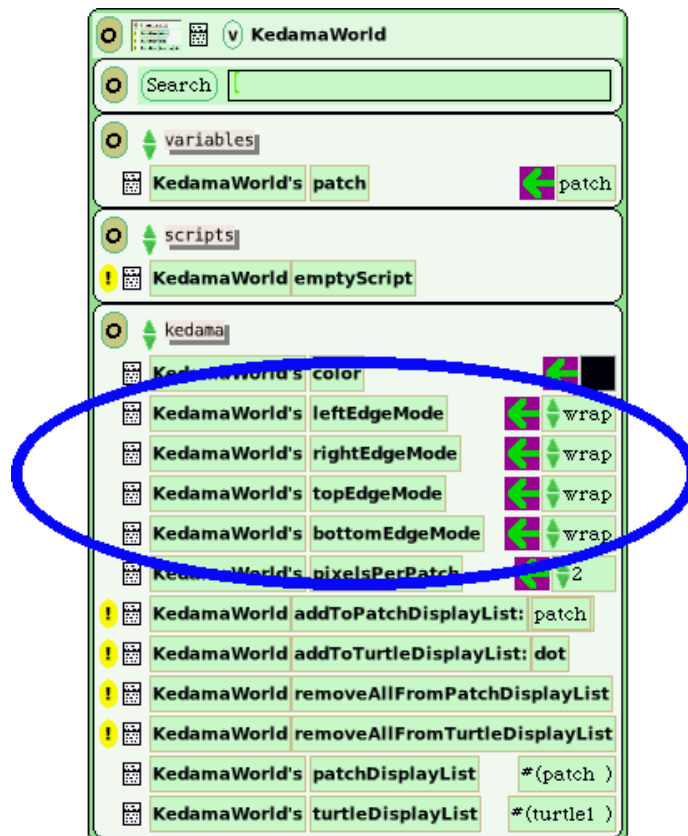 O v KedamaWorld
O Search
O variables
KedamaWorld's patch patch
O scripts
! KedamaWorld emptyScript
O kedama
KedamaWorld's color
KedamaWorld's leftEdgeMode wrap
KedamaWorld's rightEdgeMode wrap
KedamaWorld's topEdgeMode wrap
KedamaWorld's bottomEdgeMode wrap
KedamaWorld's pixelsPerPatch 2
! KedamaWorld addToPatchDisplayList: patch
! KedamaWorld addToTurtleDisplayList: dot
! KedamaWorld removeAllFromPatchDisplayList
! KedamaWorld removeAllFromTurtleDisplayList
KedamaWorld's patchDisplayList #(patch )
KedamaWorld's turtleDisplayList #(turtle1 )